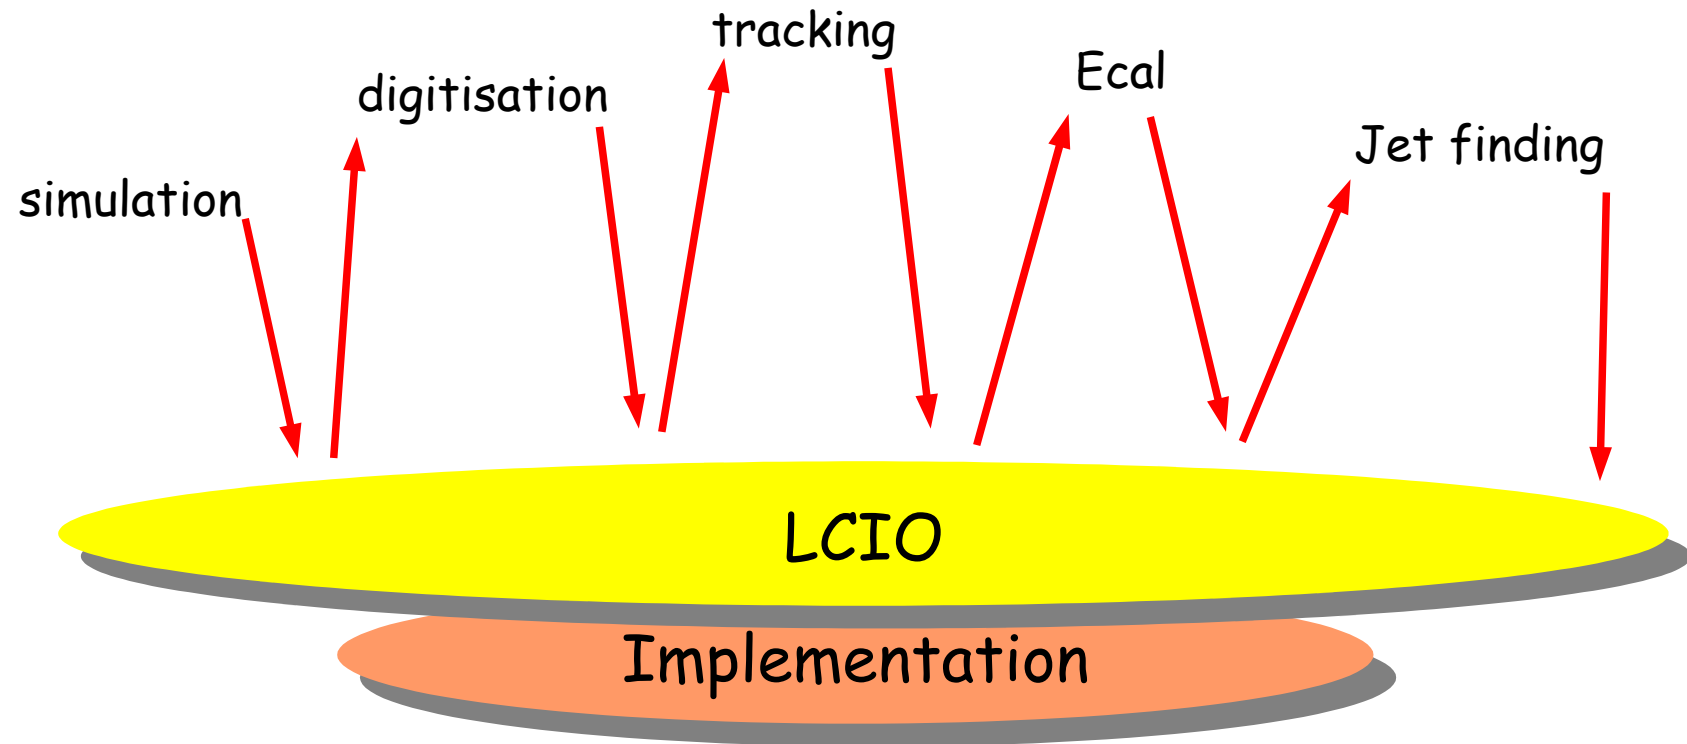 tracking
Ecal
digitisation
Jet finding
simulation
LCIO
Implementation